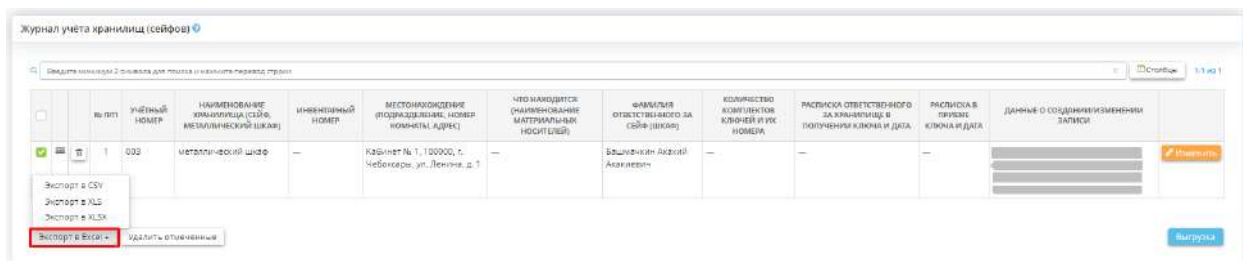 Журнал учёта хранилищ (сейфов)
Введите минимум 2 символа для поиска и нажмите перевод строки
Столбцы
1-1 из 1
№ П/П
УЧЁТНЫЙ
НОМЕР
НАИМЕНОВАНИЕ
ХРАНИЛИЩА (СЕЙФ,
МЕТАЛЛИЧЕСКИЙ ШКАФ)
ИНВЕНТАРНЫЙ
НОМЕР
МЕСТОНАХОЖДЕНИЕ
(ПОДРАЗДЕЛЕНИЕ, НОМЕР
КОМНАТЫ, АДРЕС)
ЧТО НАХОДИТСЯ
(НАИМЕНОВАНИЕ
МАТЕРИАЛЬНЫХ
НОСИТЕЛЕЙ)
ФАМИЛИЯ
ОТВЕТСТВЕННОГО ЗА
СЕЙФ (ШКАФ)
КОЛИЧЕСТВО
КОМПЛЕКТОВ
КЛЮЧЕЙ И ИХ
НОМЕРА
РАСПИСКА ОТВЕТСТВЕННОГО
ЗА ХРАНИЛИЩЕ В
ПОЛУЧЕНИИ КЛЮЧА И ДАТА
РАСПИСКА В
ПРИЕМЕ
КЛЮЧА И ДАТА
ДАННЫЕ О СОЗДАНИИ/ИЗМЕНЕНИИ
ЗАПИСИ
1
003
металлический шкаф
—
Кабинет № 1, 100000, г.
Чебоксары, ул. Ленина, д. 1
—
Башмачкин Акакий
Акакиевич
—
—
—
Изменить
Экспорт в CSV
Экспорт в XLS
Экспорт в XLSX
Экспорт в Excel
Удалить отмеченные
Выгрузка